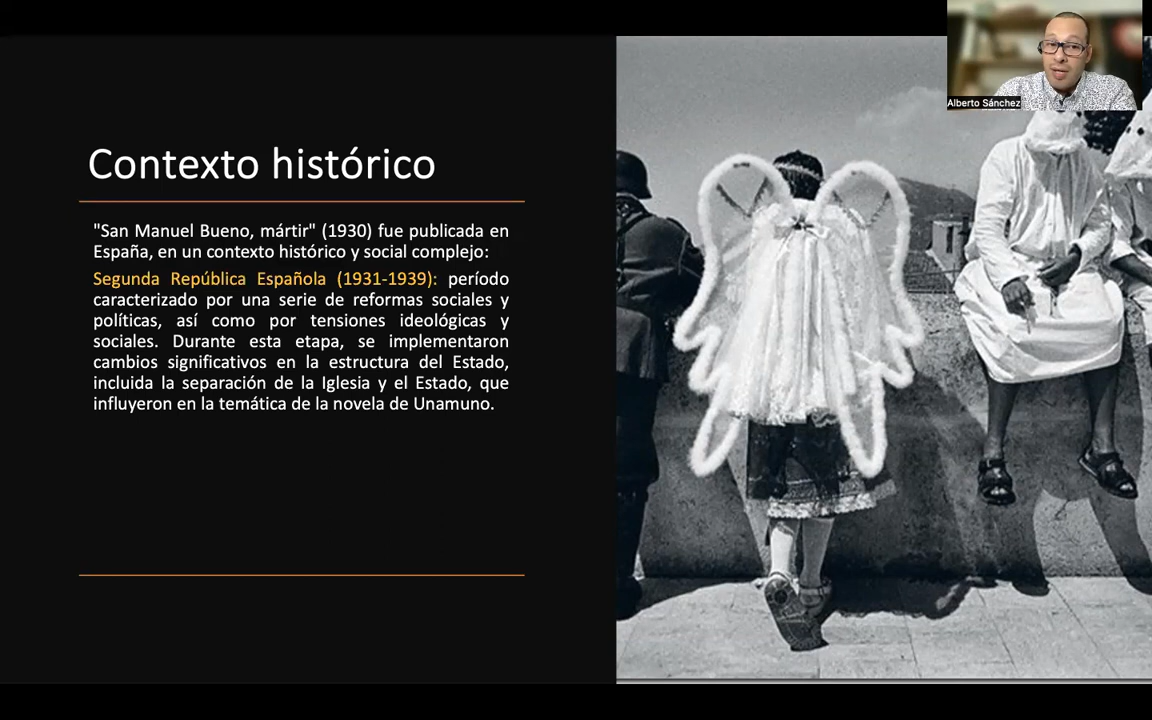 Alberto Sánchez
Contexto histórico
"San Manuel Bueno, mártir" (1930) fue publicada en
España, en un contexto histórico y social complejo:
Segunda República Española (1931-1939): período
caracterizado por una serie de reformas sociales y
políticas, así como por tensiones ideológicas y
sociales. Durante esta etapa, se implementaron
cambios significativos en la estructura del Estado,
incluida la separación de la Iglesia y el Estado, que
influyeron en la temática de la novela de Unamuno.